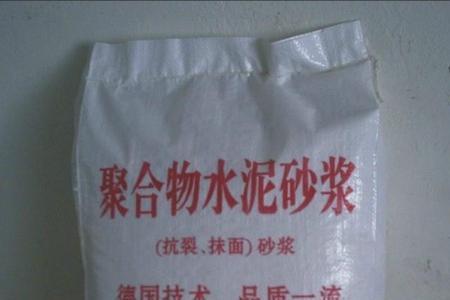 聚合物水泥砂浆
(抗裂、抹面)砂浆
德国技术 品质一流